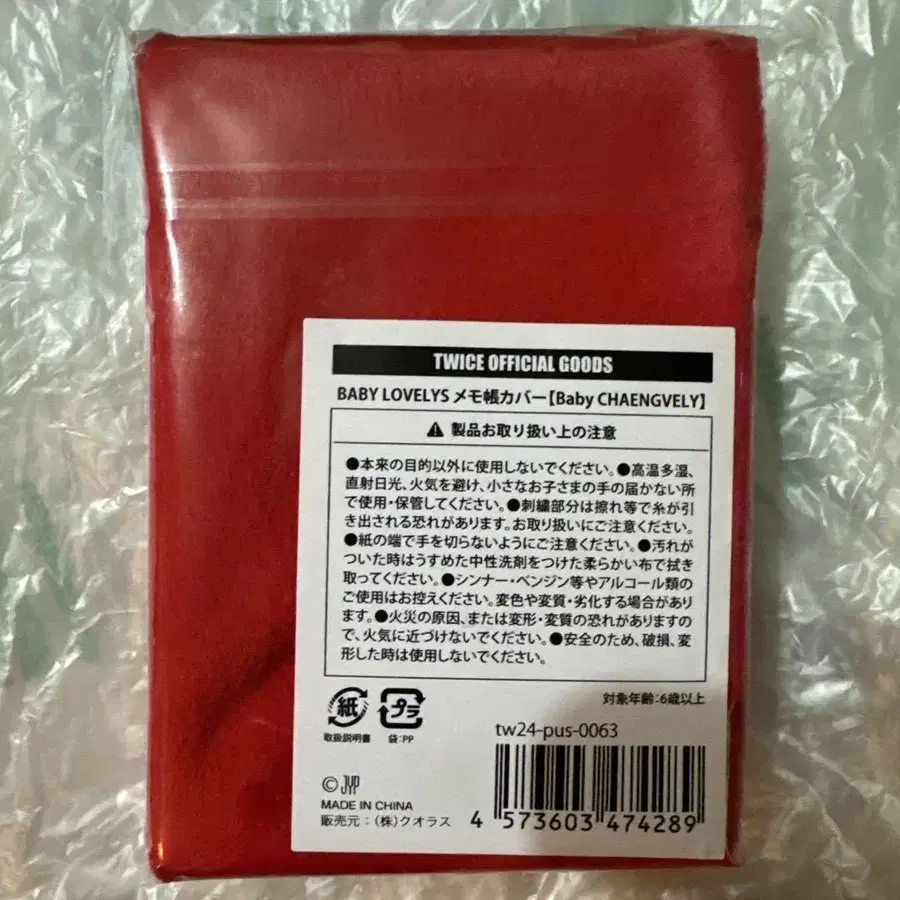 TWICE OFFICIAL GOODS
BABY LOVELYS メモ帳カバー【Baby CHAENGVELY】
⚠ 製品お取り扱い上の注意
●本来の目的以外に使用しないでください。●高温多湿、
直射日光、火気を避け、小さなお子さまの手の届かない所
で使用・保管してください。●刺繍部分は擦れ等で糸が引
き出される恐れがあります。お取り扱いにご注意ください。
●紙の端で手を切らないようにご注意ください。●汚れが
ついた時はうすめた中性洗剤をつけた柔らかい布で拭き
取ってください。●シンナー・ベンジン等やアルコール類の
ご使用はお控えください。変色や変質・劣化する場合があり
ます。●火災の原因、または変形・変質の恐れがありますの
で、火気に近づけないでください。●安全のため、破損、変
形した時は使用しないでください。
対象年齢:6歳以上
紙
プラ
取扱説明書
袋:PP
tw24-pus-0063
© JYP
MADE IN CHINA
販売元:(株)クオラス
4 573603 474289